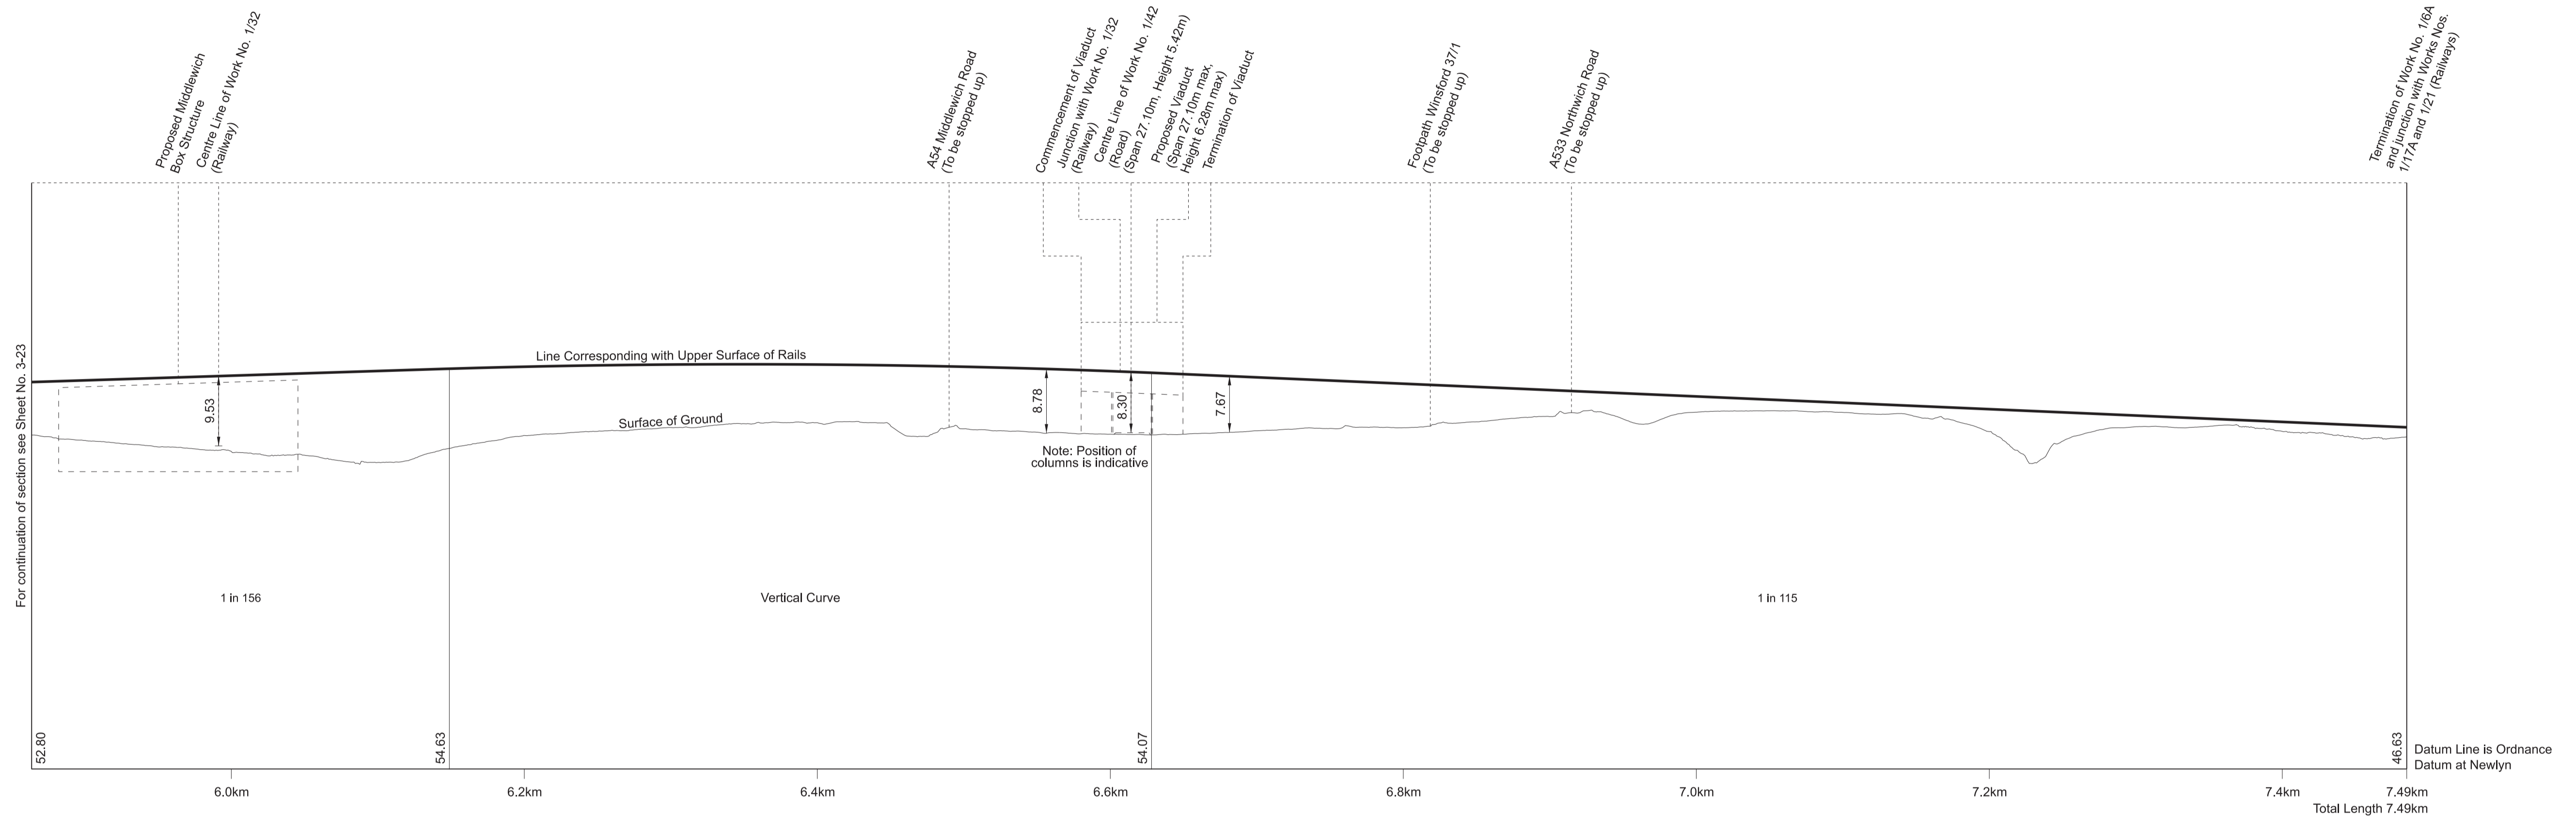 Proposed Middlewich
Box Structure
Centre Line of Work No. 1/32
(Railway)
A54 Middlewich Road
(To be stopped up)
Commencement of Viaduct
Junction with Work No. 1/32
(Railway)
Centre Line of Work No. 1/42
(Road)
(Span 27.10m, Height 5.42m)
Proposed Viaduct
(Span 27.10m max,
Height 6.28m max)
Termination of Viaduct
Footpath Winsford 37/1
(To be stopped up)
A533 Northwich Road
(To be stopped up)
Termination of Work No. 1/6A
and junction with Works Nos.
1/17A and 1/21 (Railways)
For continuation of section see Sheet No. 3-23
Line Corresponding with Upper Surface of Rails
Surface of Ground
9.53
8.78
8.30
7.67
Note: Position of
columns is indicative
1 in 156
Vertical Curve
1 in 115
52.80
54.63
54.07
46.63
Datum Line is Ordnance
Datum at Newlyn
6.0km
6.2km
6.4km
6.6km
6.8km
7.0km
7.2km
7.4km
7.49km
Total Length 7.49km